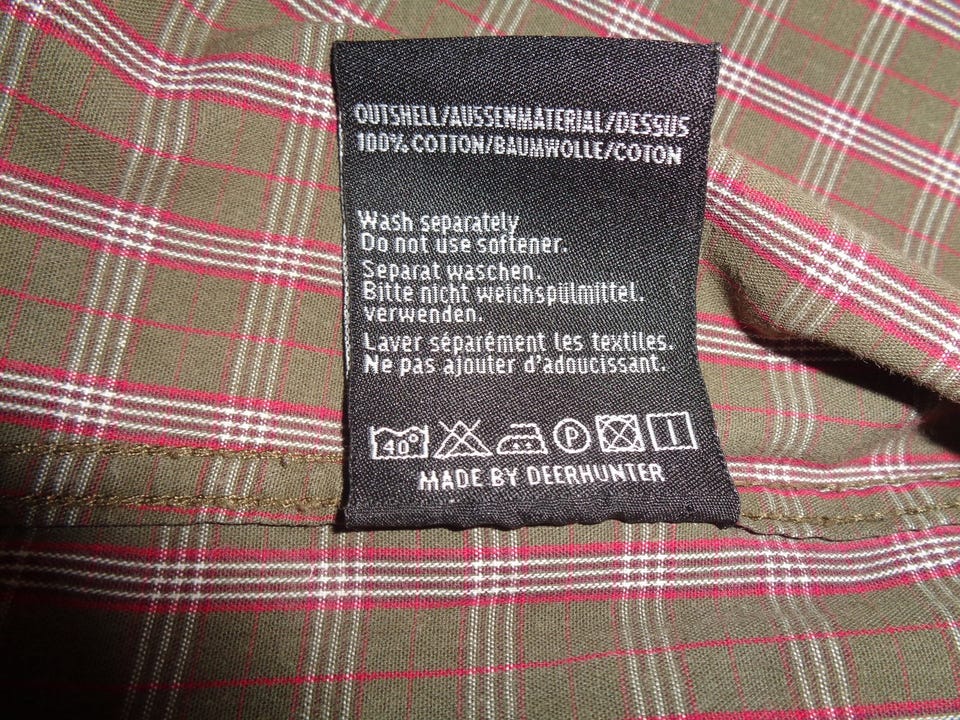 OUTSHELL/AUSSENMATERIAL/DESSUS
100% COTTON/BAUMWOLLE/COTON
Wash separately
Do not use softener.
Separat waschen.
Bitte nicht weichspülmittel.
verwenden.
Laver séparément les textiles.
Ne pas ajouter d'adoucissant.
40° P
MADE BY DEERHUNTER